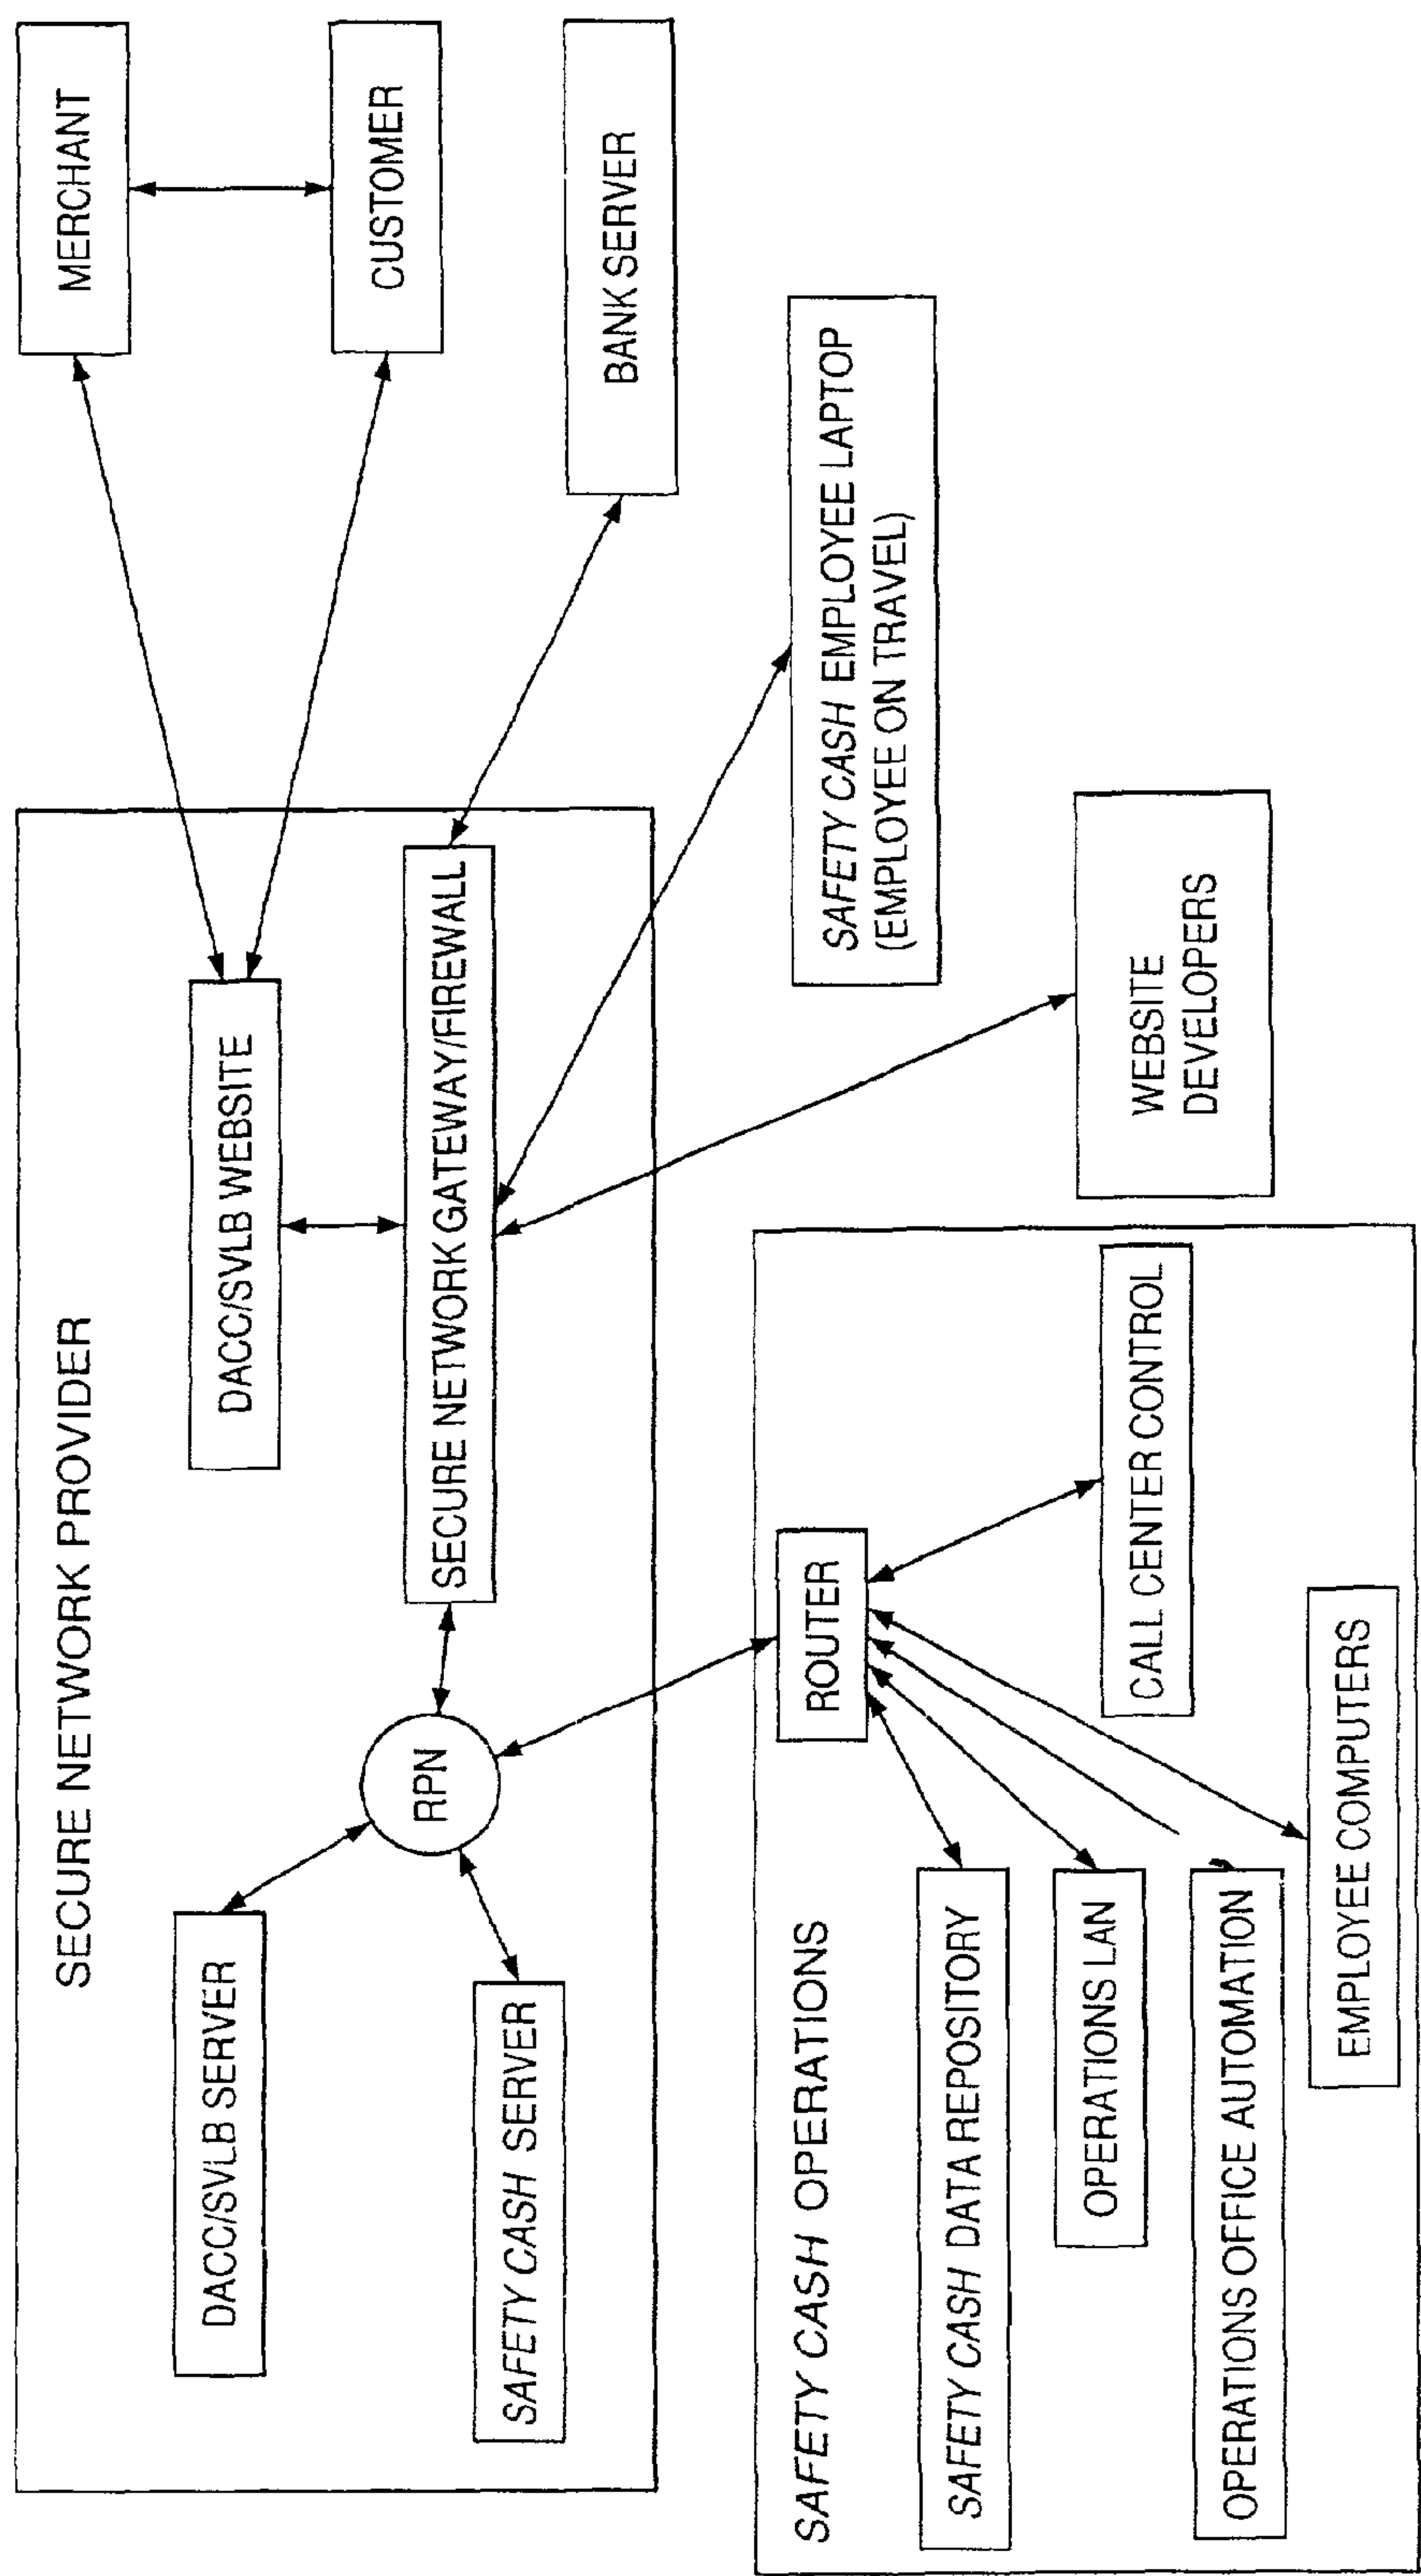 SECURE NETWORK PROVIDER
DACC/SVLB SERVER
DACC/SVLB WEBSITE
MERCHANT
CUSTOMER
RPN
SECURE NETWORK GATEWAY/FIREWALL
SAFETY CASH SERVER
BANK SERVER
SAFETY CASH OPERATIONS
ROUTER
SAFETY CASH EMPLOYEE LAPTOP
(EMPLOYEE ON TRAVEL)
SAFETY CASH DATA REPOSITORY
OPERATIONS LAN
CALL CENTER CONTROL
WEBSITE
DEVELOPERS
OPERATIONS OFFICE AUTOMATION
EMPLOYEE COMPUTERS